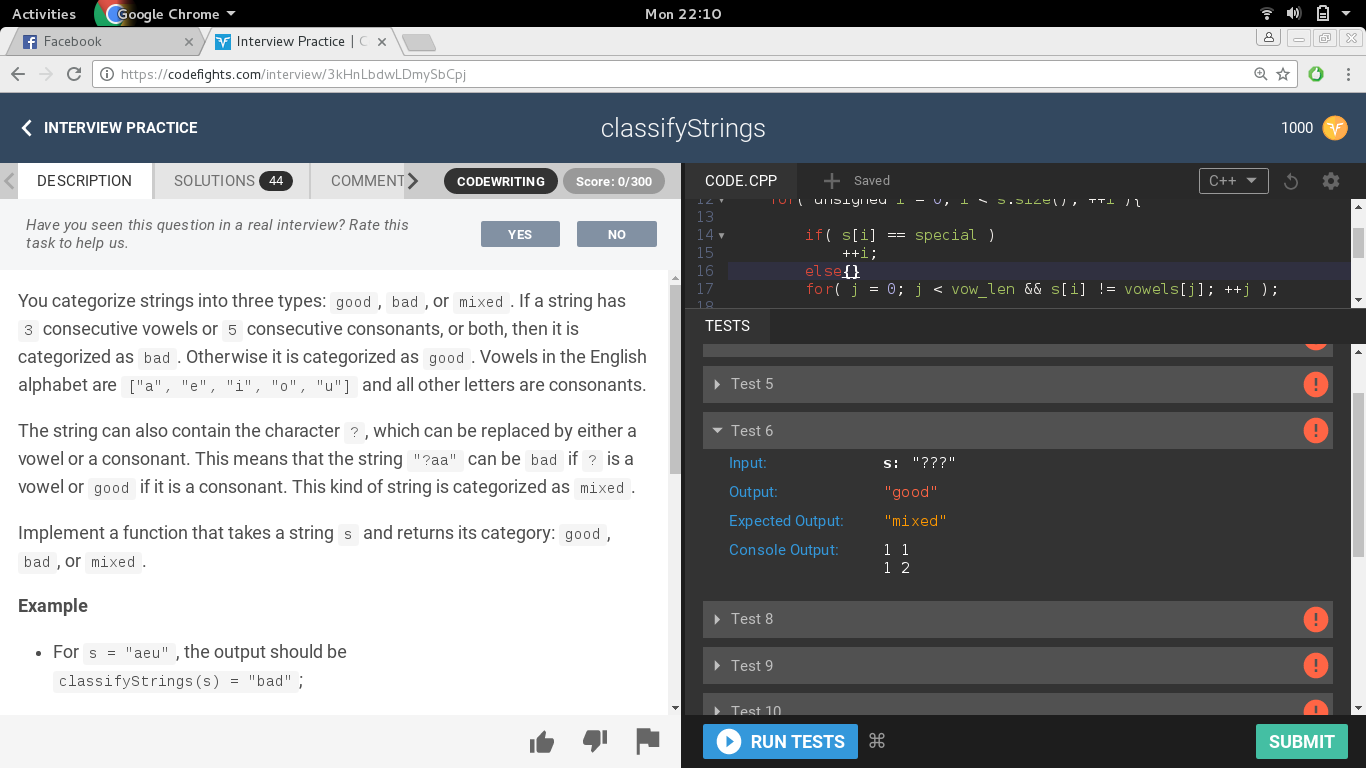 Activities Google Chrome Mon 22:10
Facebook Interview Practice | C
https://codefights.com/interview/3kHnLbdwLDmySbCpj
INTERVIEW PRACTICE classifyStrings 1000
DESCRIPTION SOLUTIONS 44 COMMENT CODEWRITING Score: 0/300
Have you seen this question in a real interview? Rate this
task to help us.
YES NO
You categorize strings into three types: good, bad, or mixed. If a string has
3 consecutive vowels or 5 consecutive consonants, or both, then it is
categorized as bad. Otherwise it is categorized as good. Vowels in the English
alphabet are ["a", "e", "i", "o", "u"] and all other letters are consonants.
The string can also contain the character ?, which can be replaced by either a
vowel or a consonant. This means that the string "?aa" can be bad if ? is a
vowel or good if it is a consonant. This kind of string is categorized as mixed.
Implement a function that takes a string s and returns its category: good,
bad, or mixed.
Example
• For s = "aeu", the output should be
classifyStrings(s) = "bad";
CODE.CPP Saved C++
12 for( unsigned i = 0; i < s.size(); ++i ){
13
14 if( s[i] == special )
15 ++i;
16 else{}
17 for( j = 0; j < vow_len && s[i] != vowels[j]; ++j );
18
TESTS
Test 5
Test 6
Input: s: "???"
Output: "good"
Expected Output: "mixed"
Console Output: 1 1
1 2
Test 8
Test 9
Test 10
RUN TESTS ⌘ SUBMIT